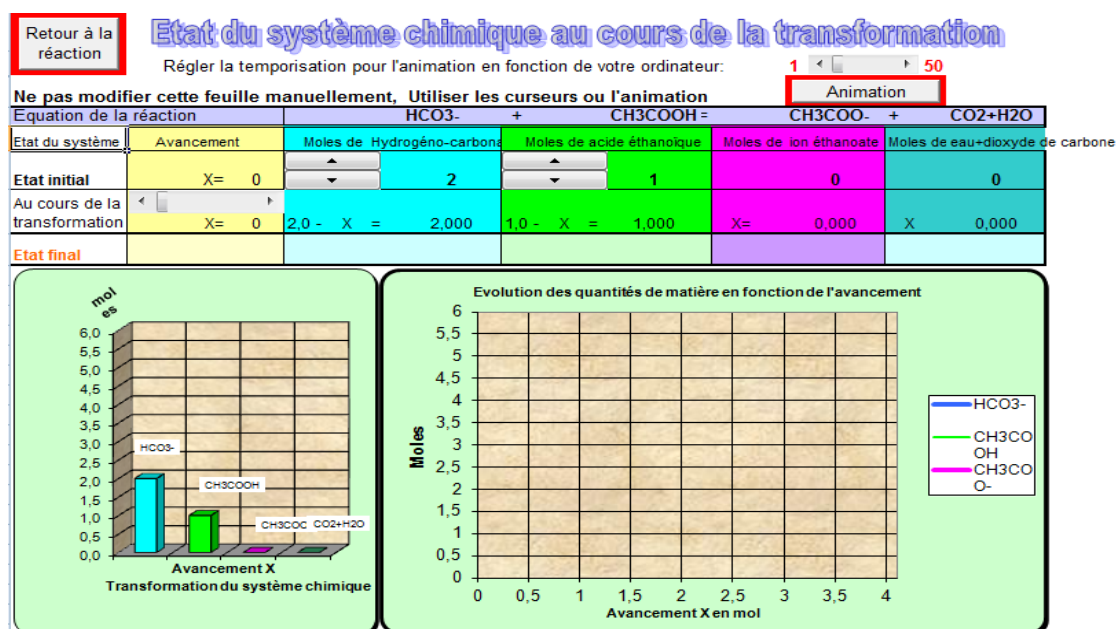 Retour à la
réaction
Etat du système chimique au cours de la transformation
Régler la temporisation pour l'animation en fonction de votre ordinateur:
1 50
Ne pas modifier cette feuille manuellement, Utiliser les curseurs ou l'animation
Animation
Equation de la réaction HCO3- + CH3COOH = CH3COO- + CO2+H2O
Etat du système Avancement Moles de Hydrogéno-carbona Moles de acide éthanoïque Moles de ion éthanoate Moles de eau+dioxyde de carbone
Etat initial X= 0 2 1 0 0
Au cours de la
transformation X= 0 2,0 - X = 2,000 1,0 - X = 1,000 X= 0,000 X 0,000
Etat final
mol
es
6,0
5,5
5,0
4,5
4,0
3,5
3,0
2,5
2,0
1,5
1,0
0,5
0,0
HCO3-
CH3COOH
CH3COC CO2+H2O
Avancement X
Transformation du système chimique
Evolution des quantités de matière en fonction de l'avancement
Moles
6
5,5
5
4,5
4
3,5
3
2,5
2
1,5
1
0,5
0
0 0,5 1 1,5 2 2,5 3 3,5 4
Avancement X en mol
HCO3-
CH3CO
OH
CH3CO
O-